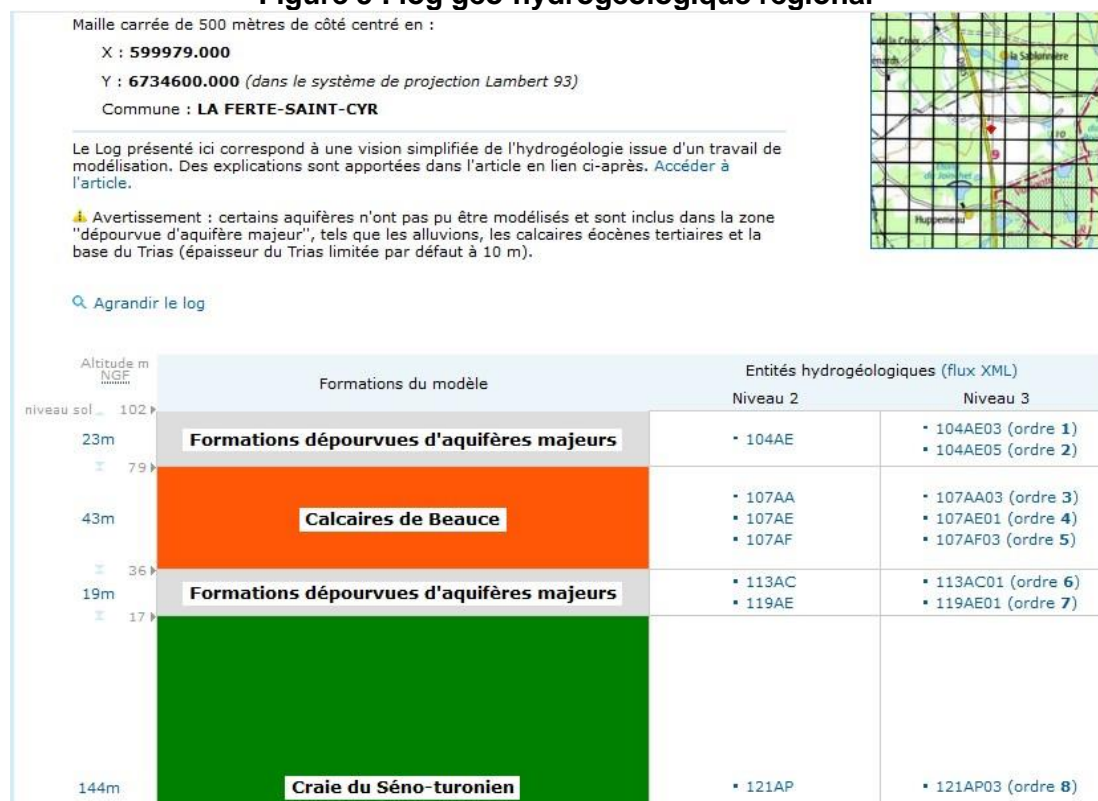 Figure 3 : log géo-hydrogéologique régional
Maille carrée de 500 mètres de côté centré en :
X : 599979.000
Y : 6734600.000 (dans le système de projection Lambert 93)
Commune : LA FERTE-SAINT-CYR
Le Log présenté ici correspond à une vision simplifiée de l'hydrogéologie issue d'un travail de
modélisation. Des explications sont apportées dans l'article en lien ci-après. Accéder à
l'article.
Avertissement : certains aquifères n'ont pas pu être modélisés et sont inclus dans la zone
"dépourvue d'aquifère majeur", tels que les alluvions, les calcaires éocènes tertiaires et la
base du Trias (épaisseur du Trias limitée par défaut à 10 m).
de la Croix
la Sablonnière
9
110
Huppemeau
Agrandir le log
Altitude m
NGF
Formations du modèle
Entités hydrogéologiques (flux XML)
Niveau 2
Niveau 3
niveau sol 102
23m
Formations dépourvues d'aquifères majeurs
▪ 104AE
▪ 104AE03 (ordre 1)
▪ 104AE05 (ordre 2)
79
43m
Calcaires de Beauce
▪ 107AA
▪ 107AE
▪ 107AF
▪ 107AA03 (ordre 3)
▪ 107AE01 (ordre 4)
▪ 107AF03 (ordre 5)
36
19m
Formations dépourvues d'aquifères majeurs
▪ 113AC
▪ 119AE
▪ 113AC01 (ordre 6)
▪ 119AE01 (ordre 7)
17
144m
Craie du Séno-turonien
▪ 121AP
▪ 121AP03 (ordre 8)